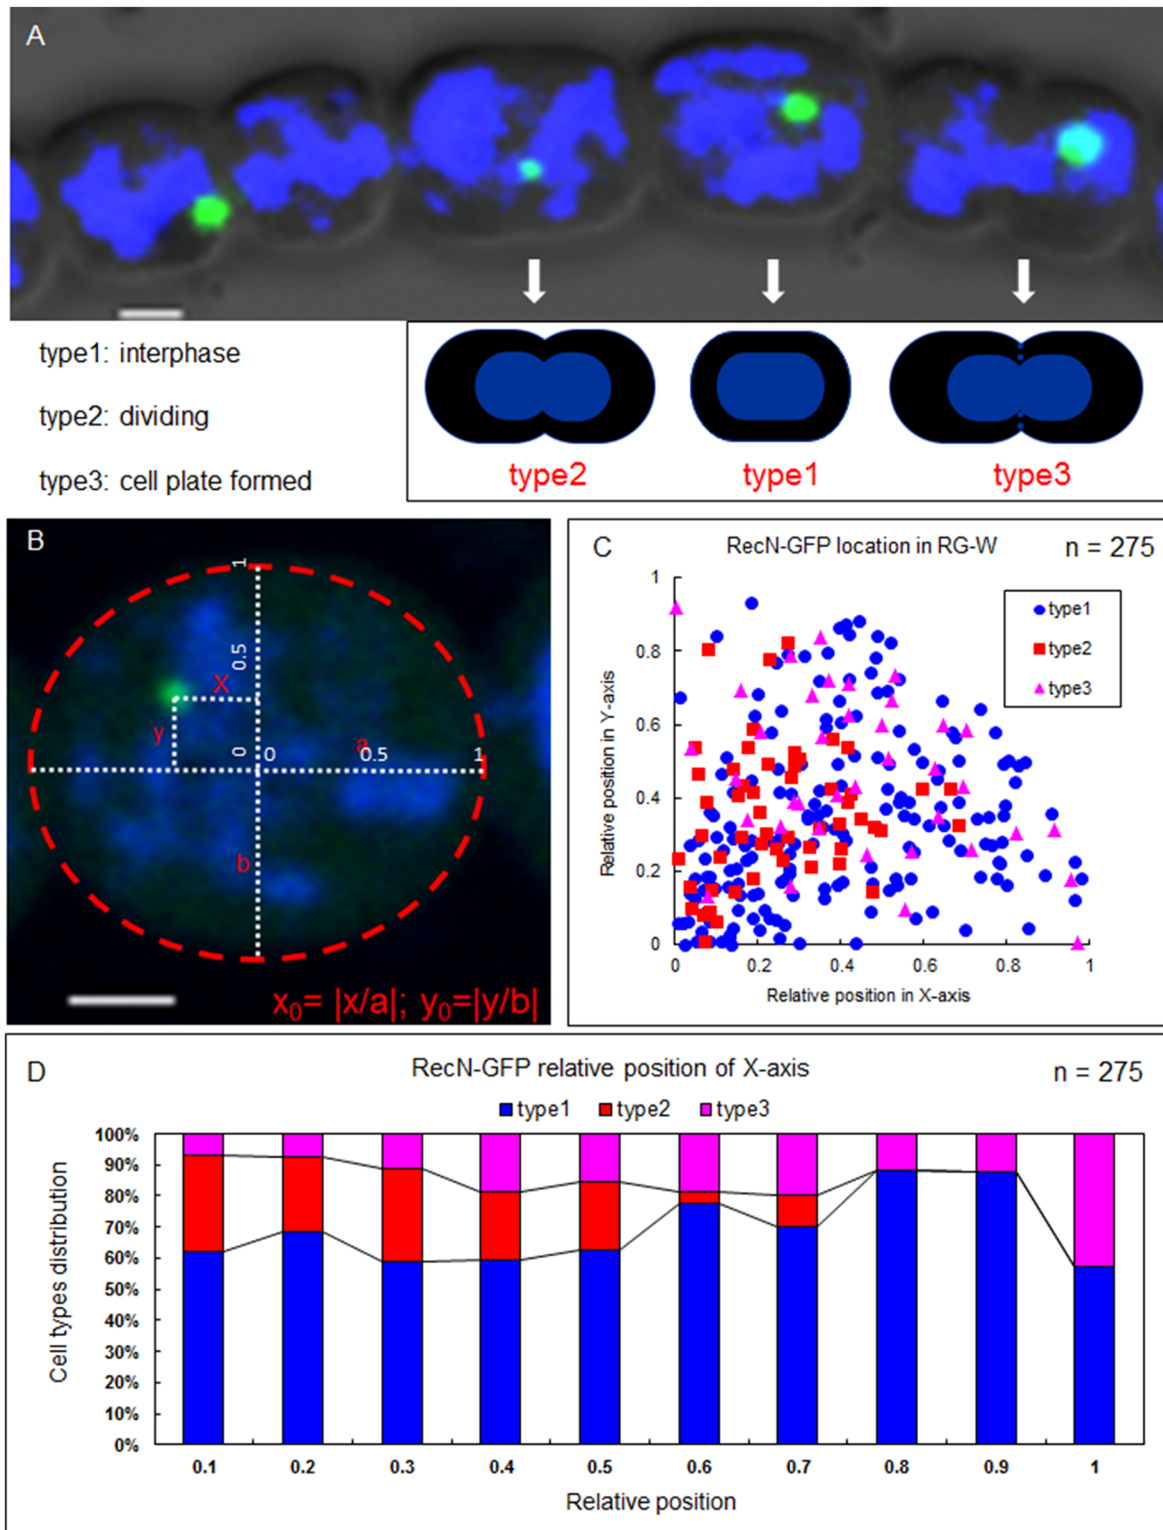 A
type1: interphase
type2: dividing
type3: cell plate formed
type2 type1 type3
B
1
0.5
X
y
0 0 a 0.5 1
b
x₀= |x/a|; y₀=|y/b|
C
RecN-GFP location in RG-W n = 275
type1
type2
type3
Relative position in Y-axis
1
0.8
0.6
0.4
0.2
0
0 0.2 0.4 0.6 0.8 1
Relative position in X-axis
D
RecN-GFP relative position of X-axis n = 275
type1 type2 type3
Cell types distribution
100%
90%
80%
70%
60%
50%
40%
30%
20%
10%
0%
0.1 0.2 0.3 0.4 0.5 0.6 0.7 0.8 0.9 1
Relative position